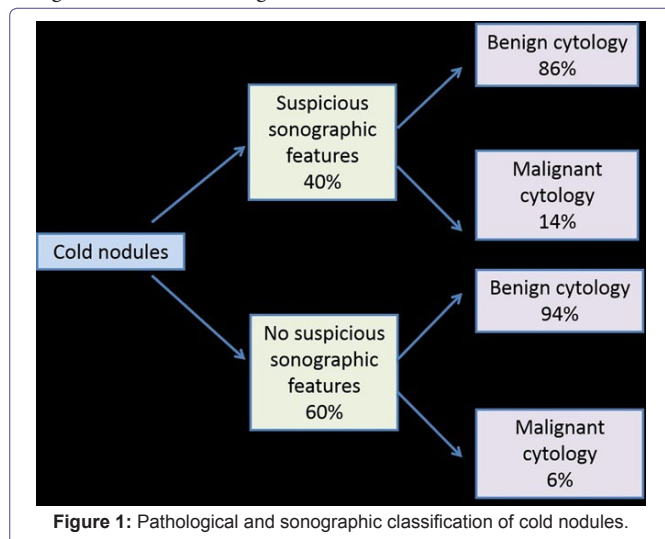 Benign cytology
86%
Suspicious
sonographic
features
40%
Malignant
cytology
14%
Cold nodules
Benign cytology
94%
No suspicious
sonographic
features
60%
Malignant
cytology
6%
Figure 1: Pathological and sonographic classification of cold nodules.